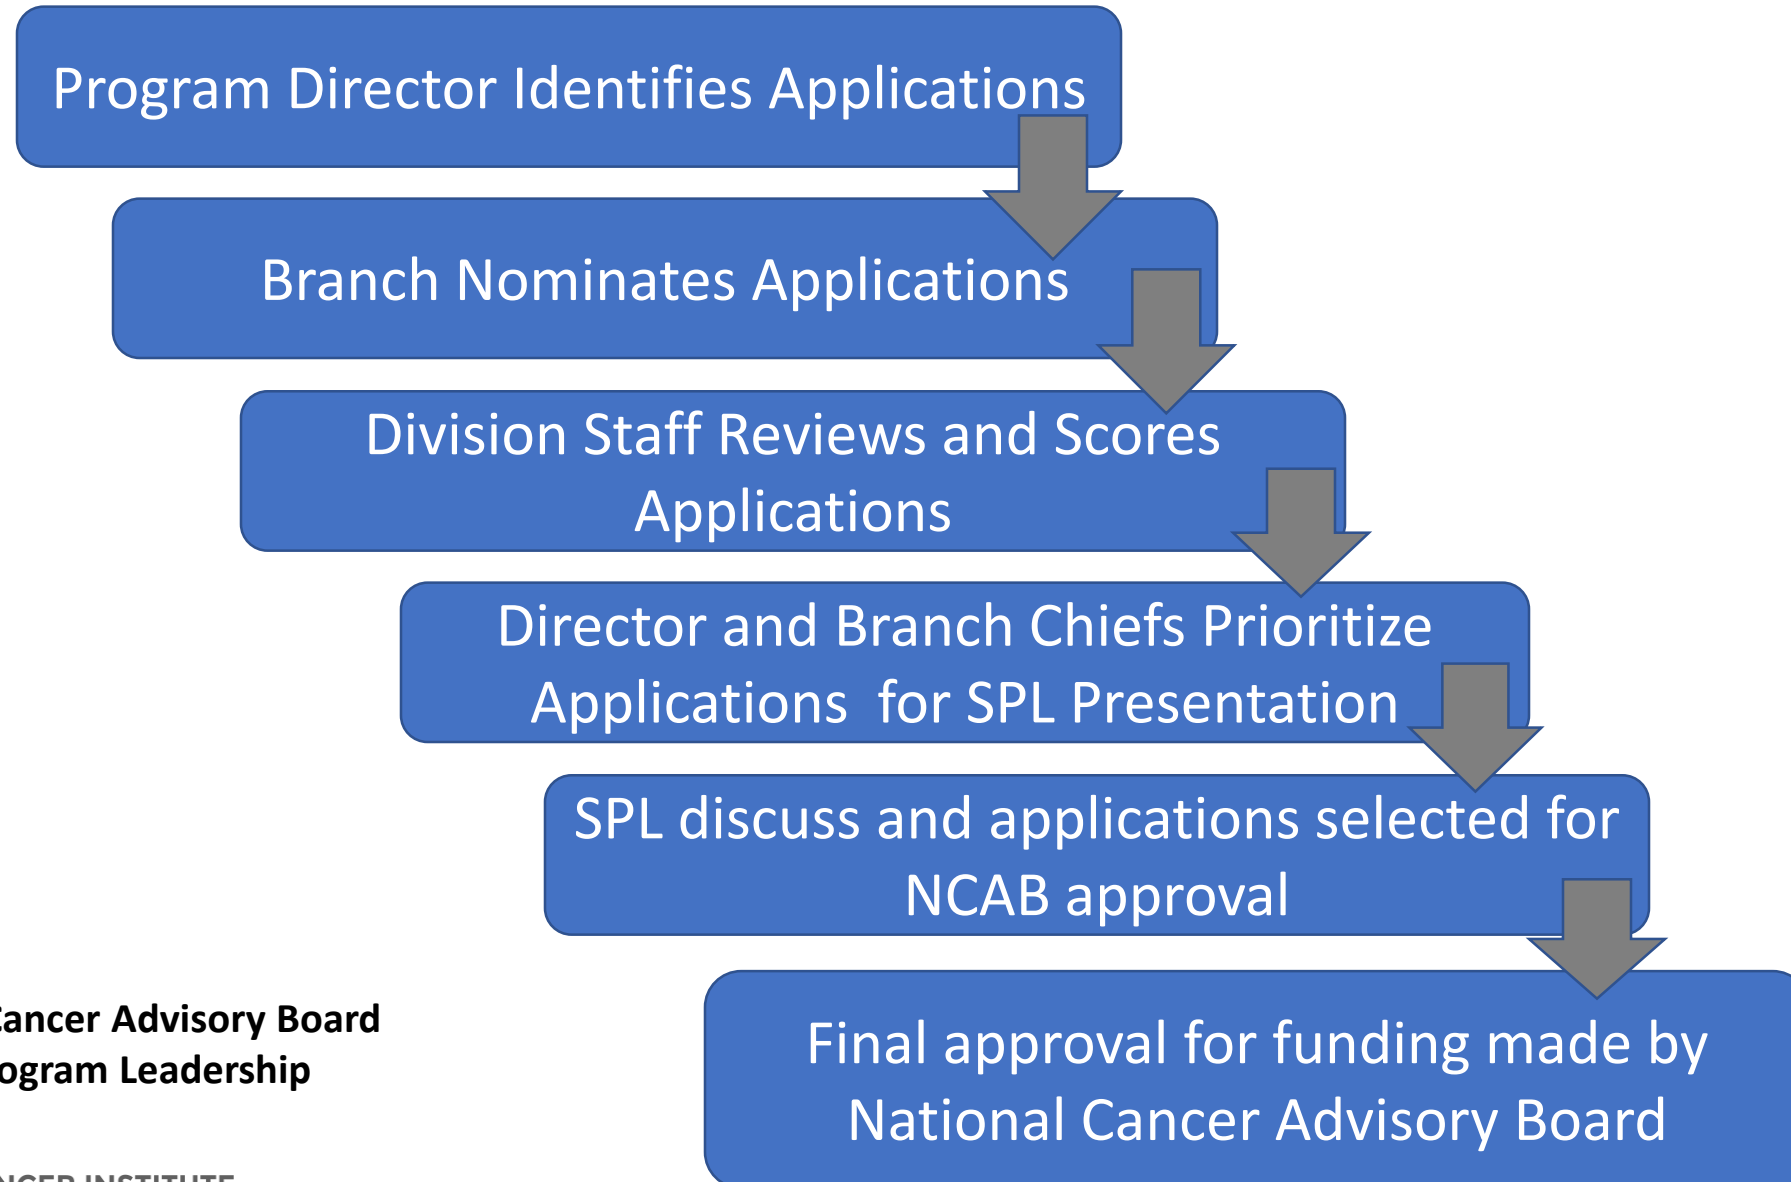 Program Director Identifies Applications
Branch Nominates Applications
Division Staff Reviews and Scores
Applications
Director and Branch Chiefs Prioritize
Applications for SPL Presentation
SPL discuss and applications selected for
NCAB approval
Final approval for funding made by
National Cancer Advisory Board
Cancer Advisory Board
ogram Leadership
INSTITUTE